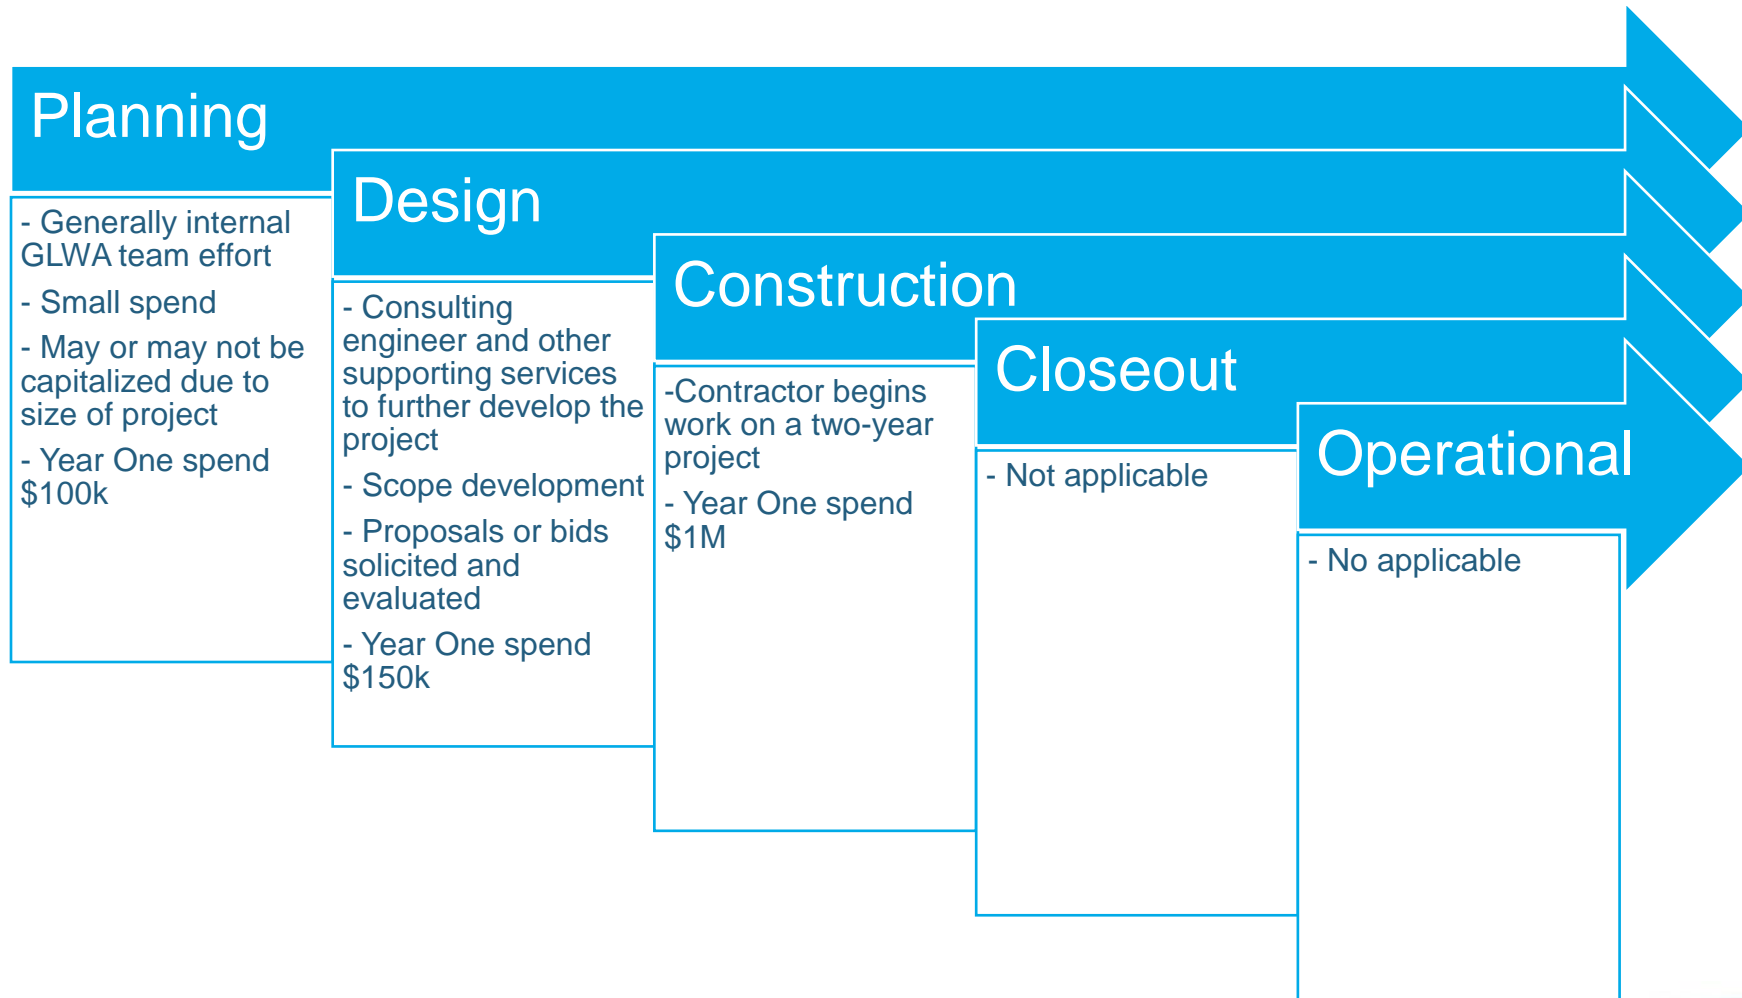 Planning
- Generally internal
GLWA team effort
- Small spend
- May or may not be
capitalized due to
size of project
- Year One spend
$100k
Design
- Consulting
engineer and other
supporting services
to further develop the
project
- Scope development
- Proposals or bids
solicited and
evaluated
- Year One spend
$150k
Construction
-Contractor begins
work on a two-year
project
- Year One spend
$1M
Closeout
- Not applicable
Operational
- No applicable